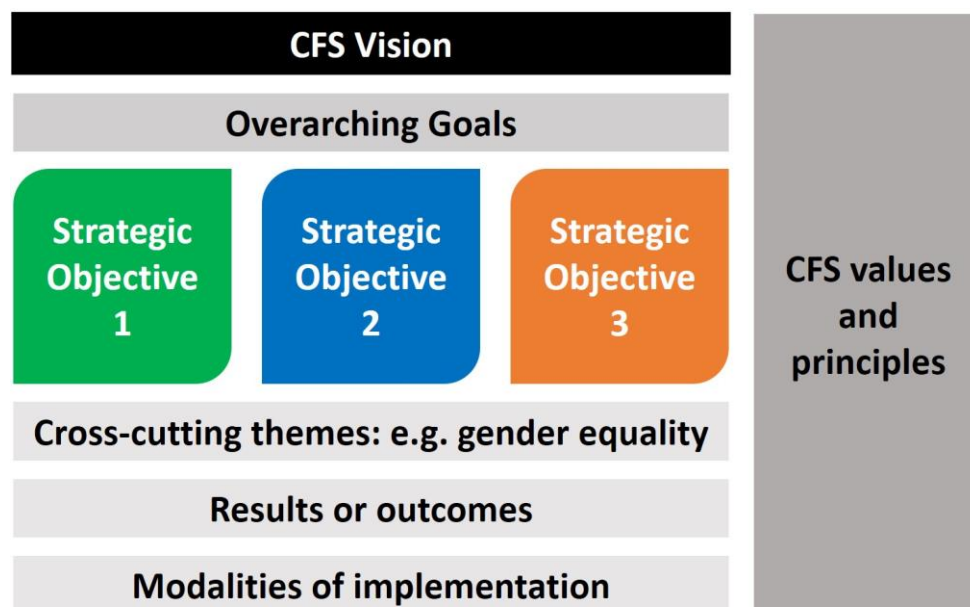 CFS Vision
Overarching Goals
Strategic
Objective
1
Strategic
Objective
2
Strategic
Objective
3
Cross-cutting themes: e.g. gender equality
Results or outcomes
Modalities of implementation
CFS values
and
principles